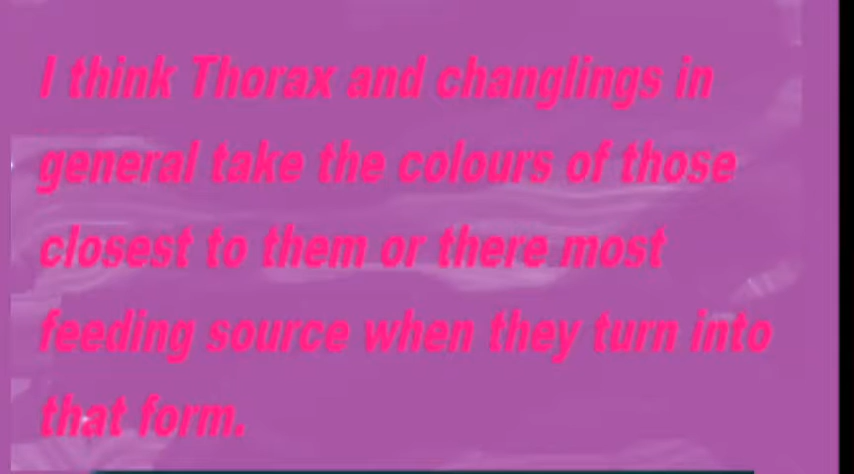 I think Thorax and changlings in
general take the colours of those
closest to them or there most
feeding source when they turn into
that form.